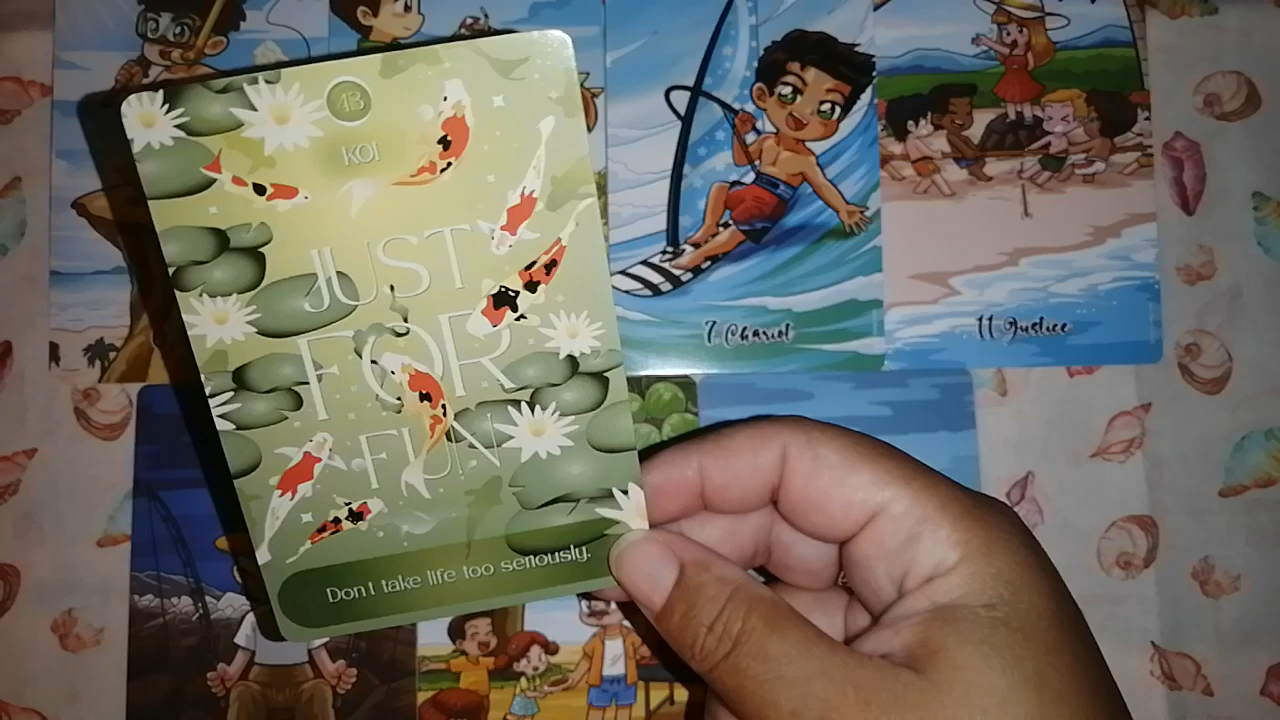 43
KOI
JUST
FOR
FUN
Don't take life too seriously.
7 Chariot
11 Justice